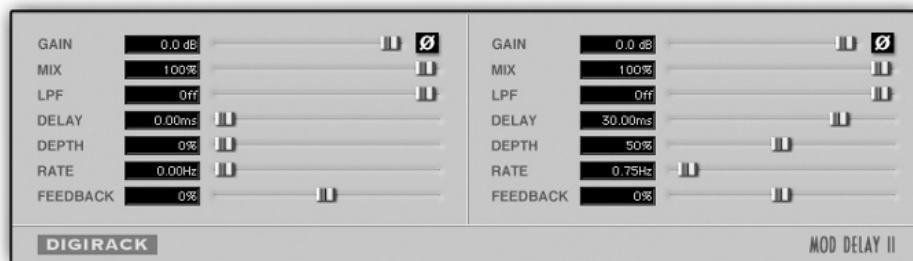 GAIN 0.0 dB Ø
MIX 100%
LPF Off
DELAY 0.00ms
DEPTH 0%
RATE 0.00Hz
FEEDBACK 0%
GAIN 0.0 dB Ø
MIX 100%
LPF Off
DELAY 30.00ms
DEPTH 50%
RATE 0.75Hz
FEEDBACK 0%
DIGIRACK
MOD DELAY II